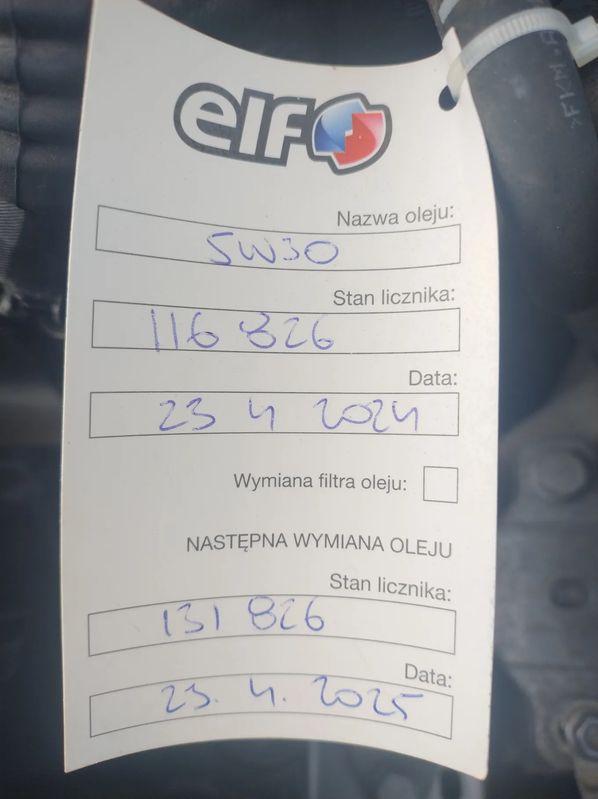 elf
Nazwa oleju:
5W30
Stan licznika:
116 826
Data:
23 4 2024
Wymiana filtra oleju:
NASTĘPNA WYMIANA OLEJU
Stan licznika:
131 826
Data:
23. 4. 2025